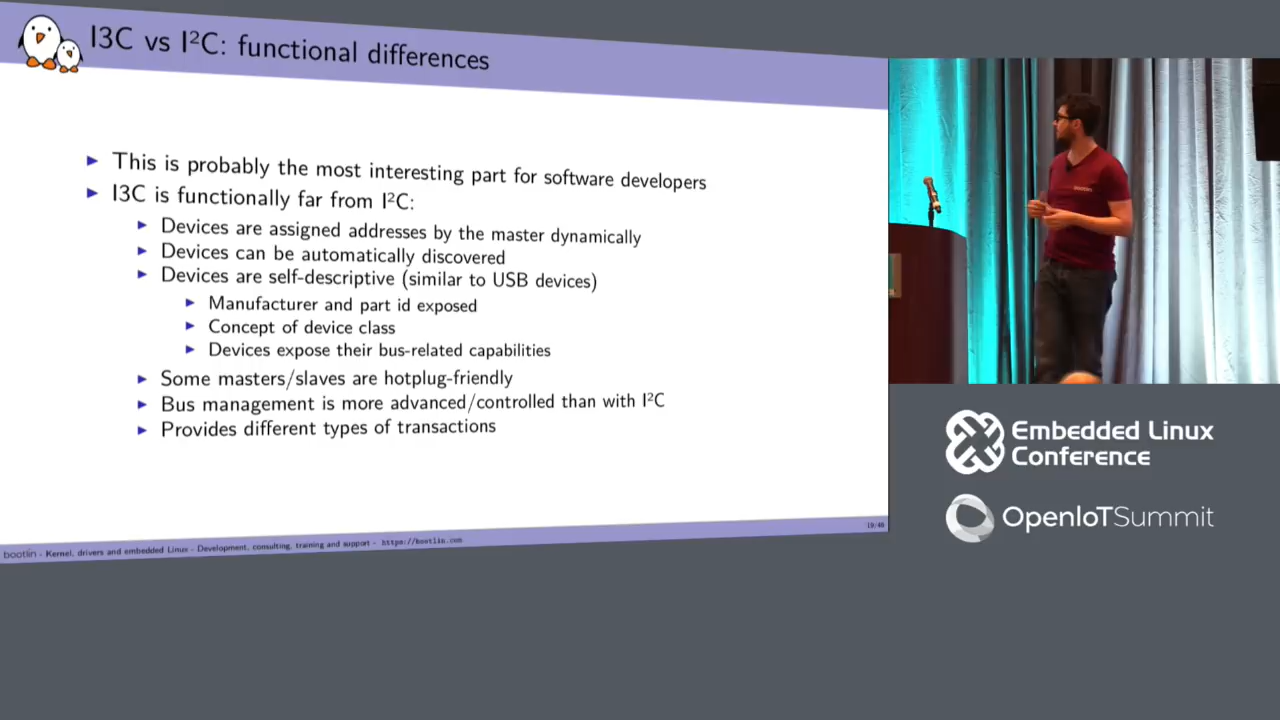 I3C vs I²C: functional differences
This is probably the most interesting part for software developers
I3C is functionally far from I²C:
Devices are assigned addresses by the master dynamically
Devices can be automatically discovered
Devices are self-descriptive (similar to USB devices)
Manufacturer and part id exposed
Concept of device class
Devices expose their bus-related capabilities
Some masters/slaves are hotplug-friendly
Bus management is more advanced/controlled than with I²C
Provides different types of transactions
bootlin - Kernel, drivers and embedded Linux - Development, consulting, training and support - https://bootlin.com
19/40
Embedded Linux
Conference
OpenIoTSummit